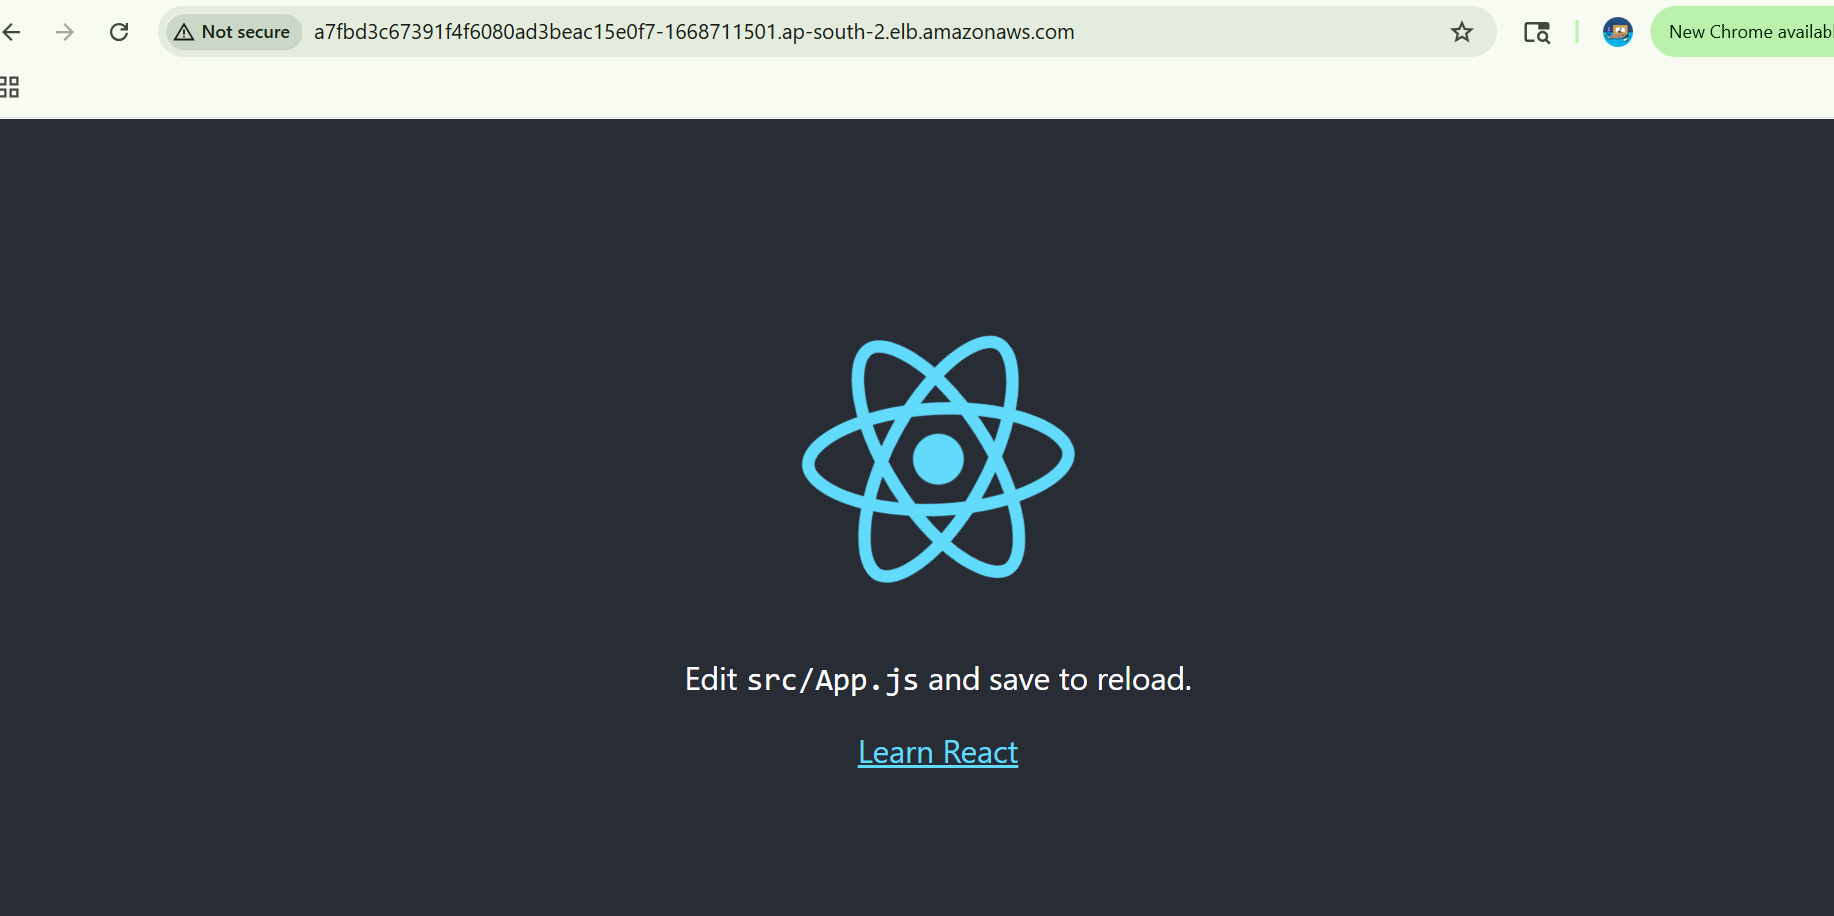 Not secure a7fbd3c67391f4f6080ad3beac15e0f7-1668711501.ap-south-2.elb.amazonaws.com New Chrome availabl
Edit src/App.js and save to reload.
Learn React